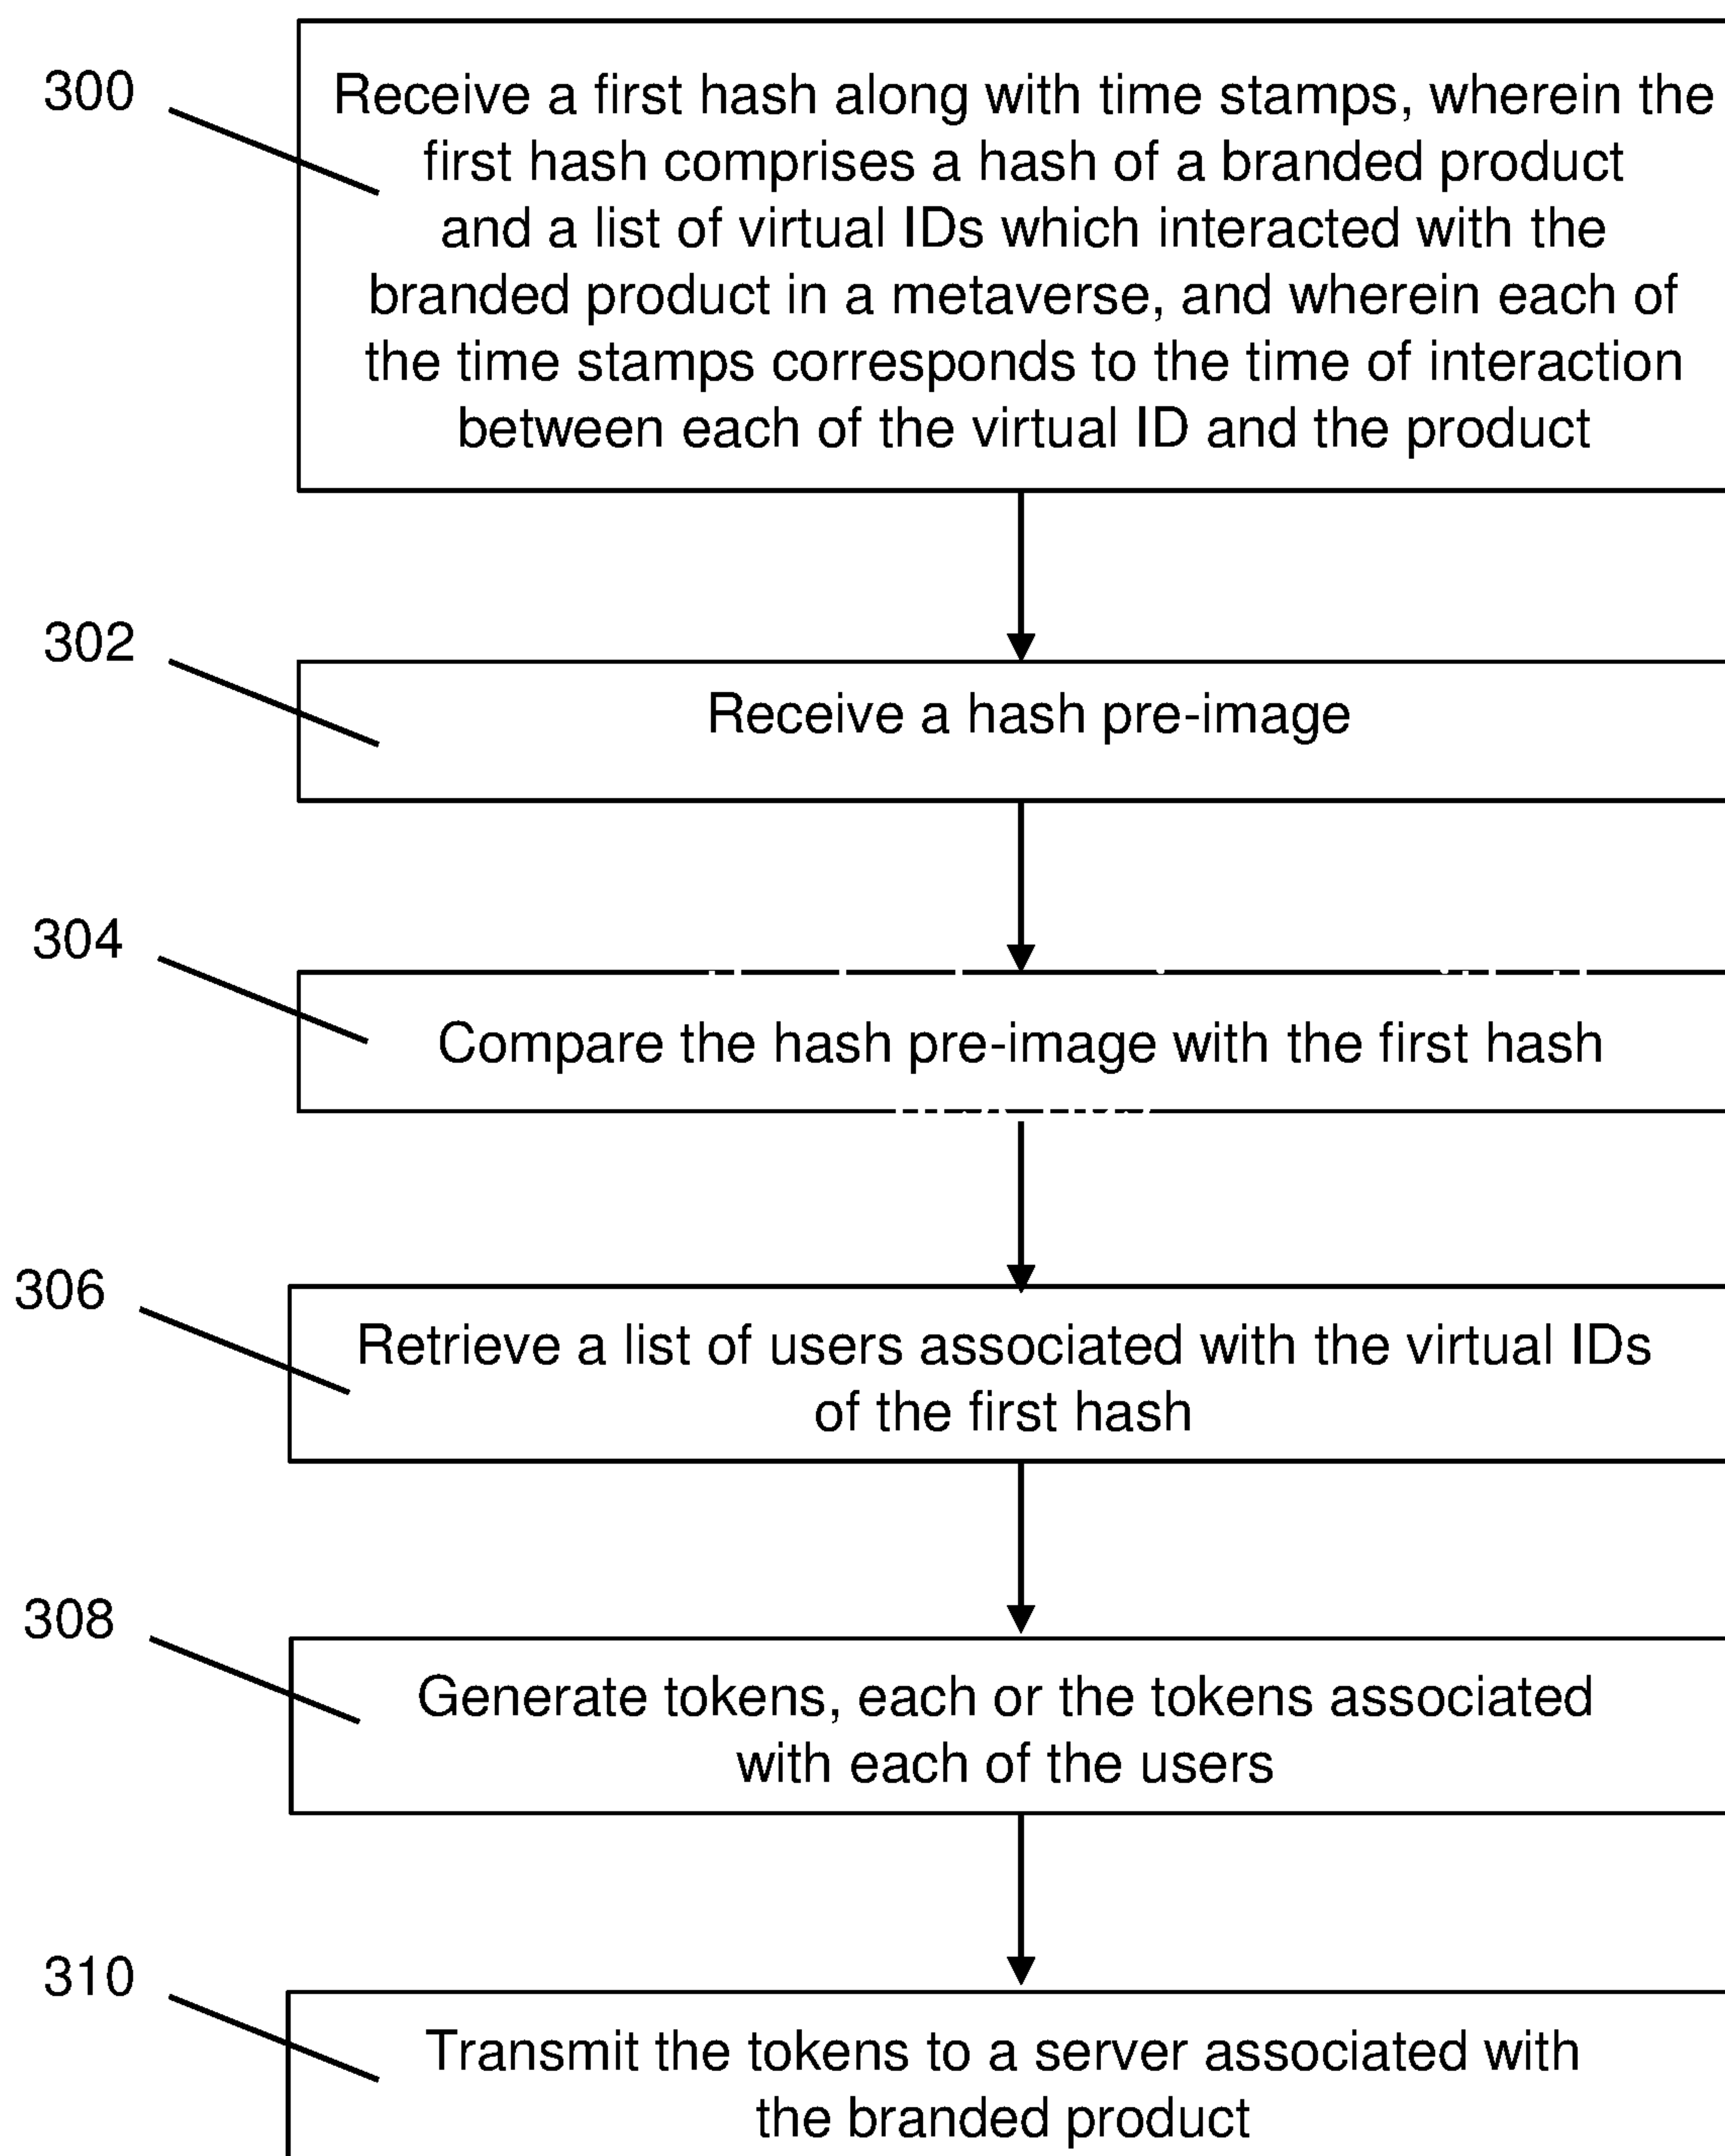 300
Receive a first hash along with time stamps, wherein the
first hash comprises a hash of a branded product
and a list of virtual IDs which interacted with the
branded product in a metaverse, and wherein each of
the time stamps corresponds to the time of interaction
between each of the virtual ID and the product
302
Receive a hash pre-image
304
Compare the hash pre-image with the first hash
306
Retrieve a list of users associated with the virtual IDs
of the first hash
308
Generate tokens, each or the tokens associated
with each of the users
310
Transmit the tokens to a server associated with
the branded product